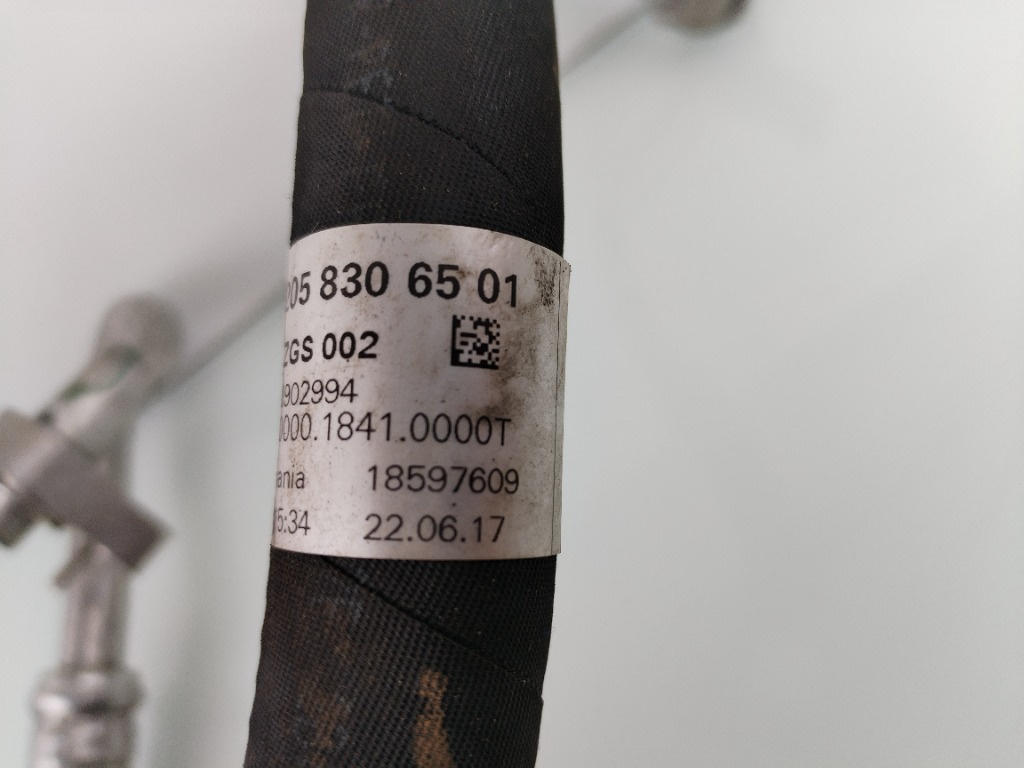 205 830 65 01
ZGS 002
902994
000.1841.0000T
ania 18597609
5:34 22.06.17